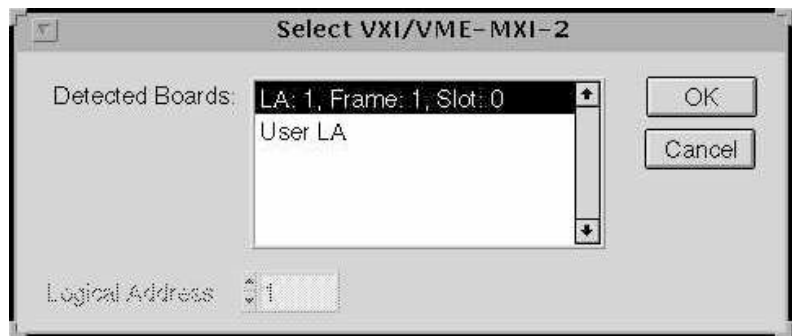 Select VXI/VME-MXI-2
Detected Boards:
LA: 1, Frame: 1, Slot: 0
User LA
OK
Cancel
Logical Address
1